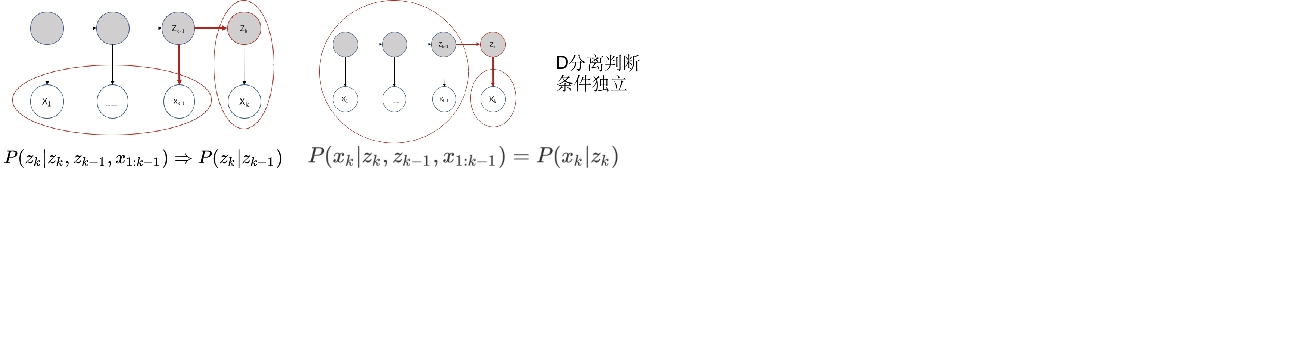 Z_{k-1} Z_k
X_1 ...... X_{k-1} X_k
P(z_k|z_k, z_{k-1}, x_{1:k-1}) ⇒ P(z_k|z_{k-1})
Z_{k-1} Z_k
X_1 ... X_{k-1} X_k
P(x_k|z_k, z_{k-1}, x_{1:k-1}) = P(x_k|z_k)
D分离判断
条件独立